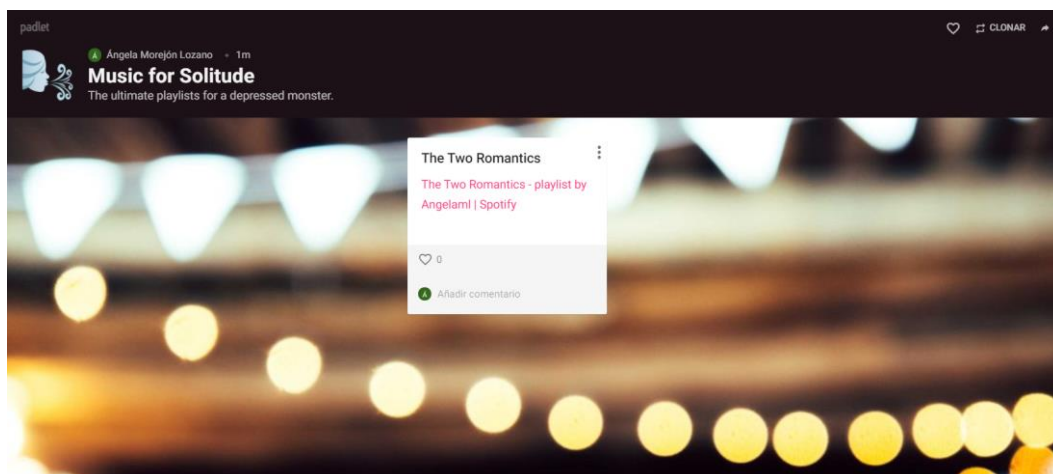 padlet
CLONAR
Ángela Morejón Lozano • 1m
Music for Solitude
The ultimate playlists for a depressed monster.
The Two Romantics
The Two Romantics - playlist by
Angelaml | Spotify
0
Añadir comentario